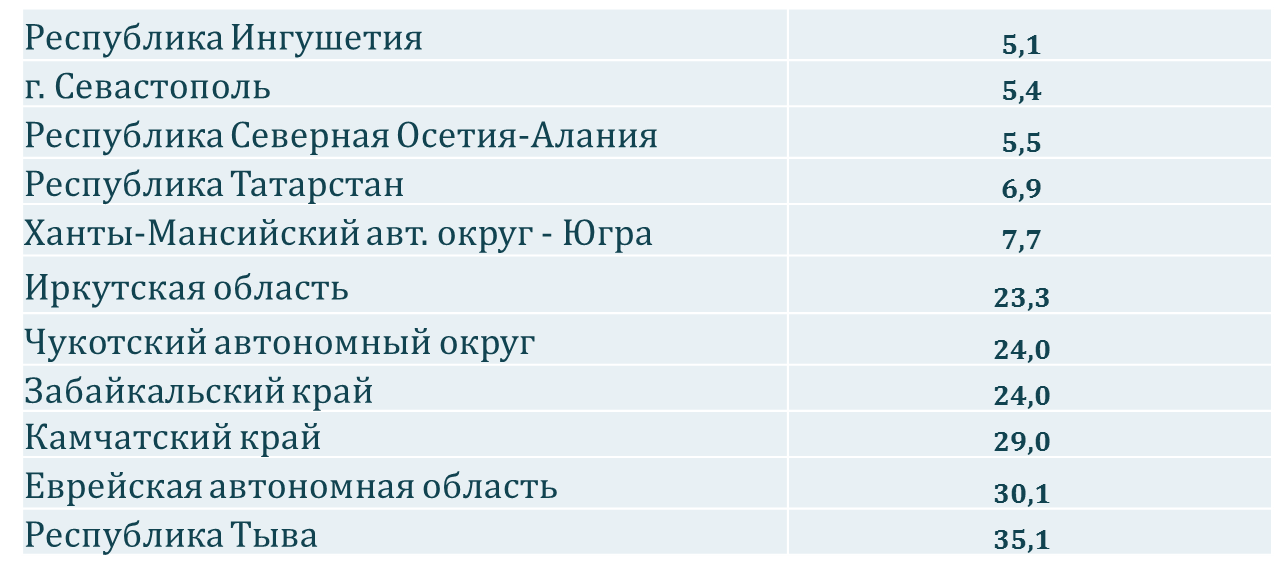 Республика Ингушетия 5,1
г. Севастополь 5,4
Республика Северная Осетия-Алания 5,5
Республика Татарстан 6,9
Ханты-Мансийский авт. округ - Югра 7,7
Иркутская область 23,3
Чукотский автономный округ 24,0
Забайкальский край 24,0
Камчатский край 29,0
Еврейская автономная область 30,1
Республика Тыва 35,1